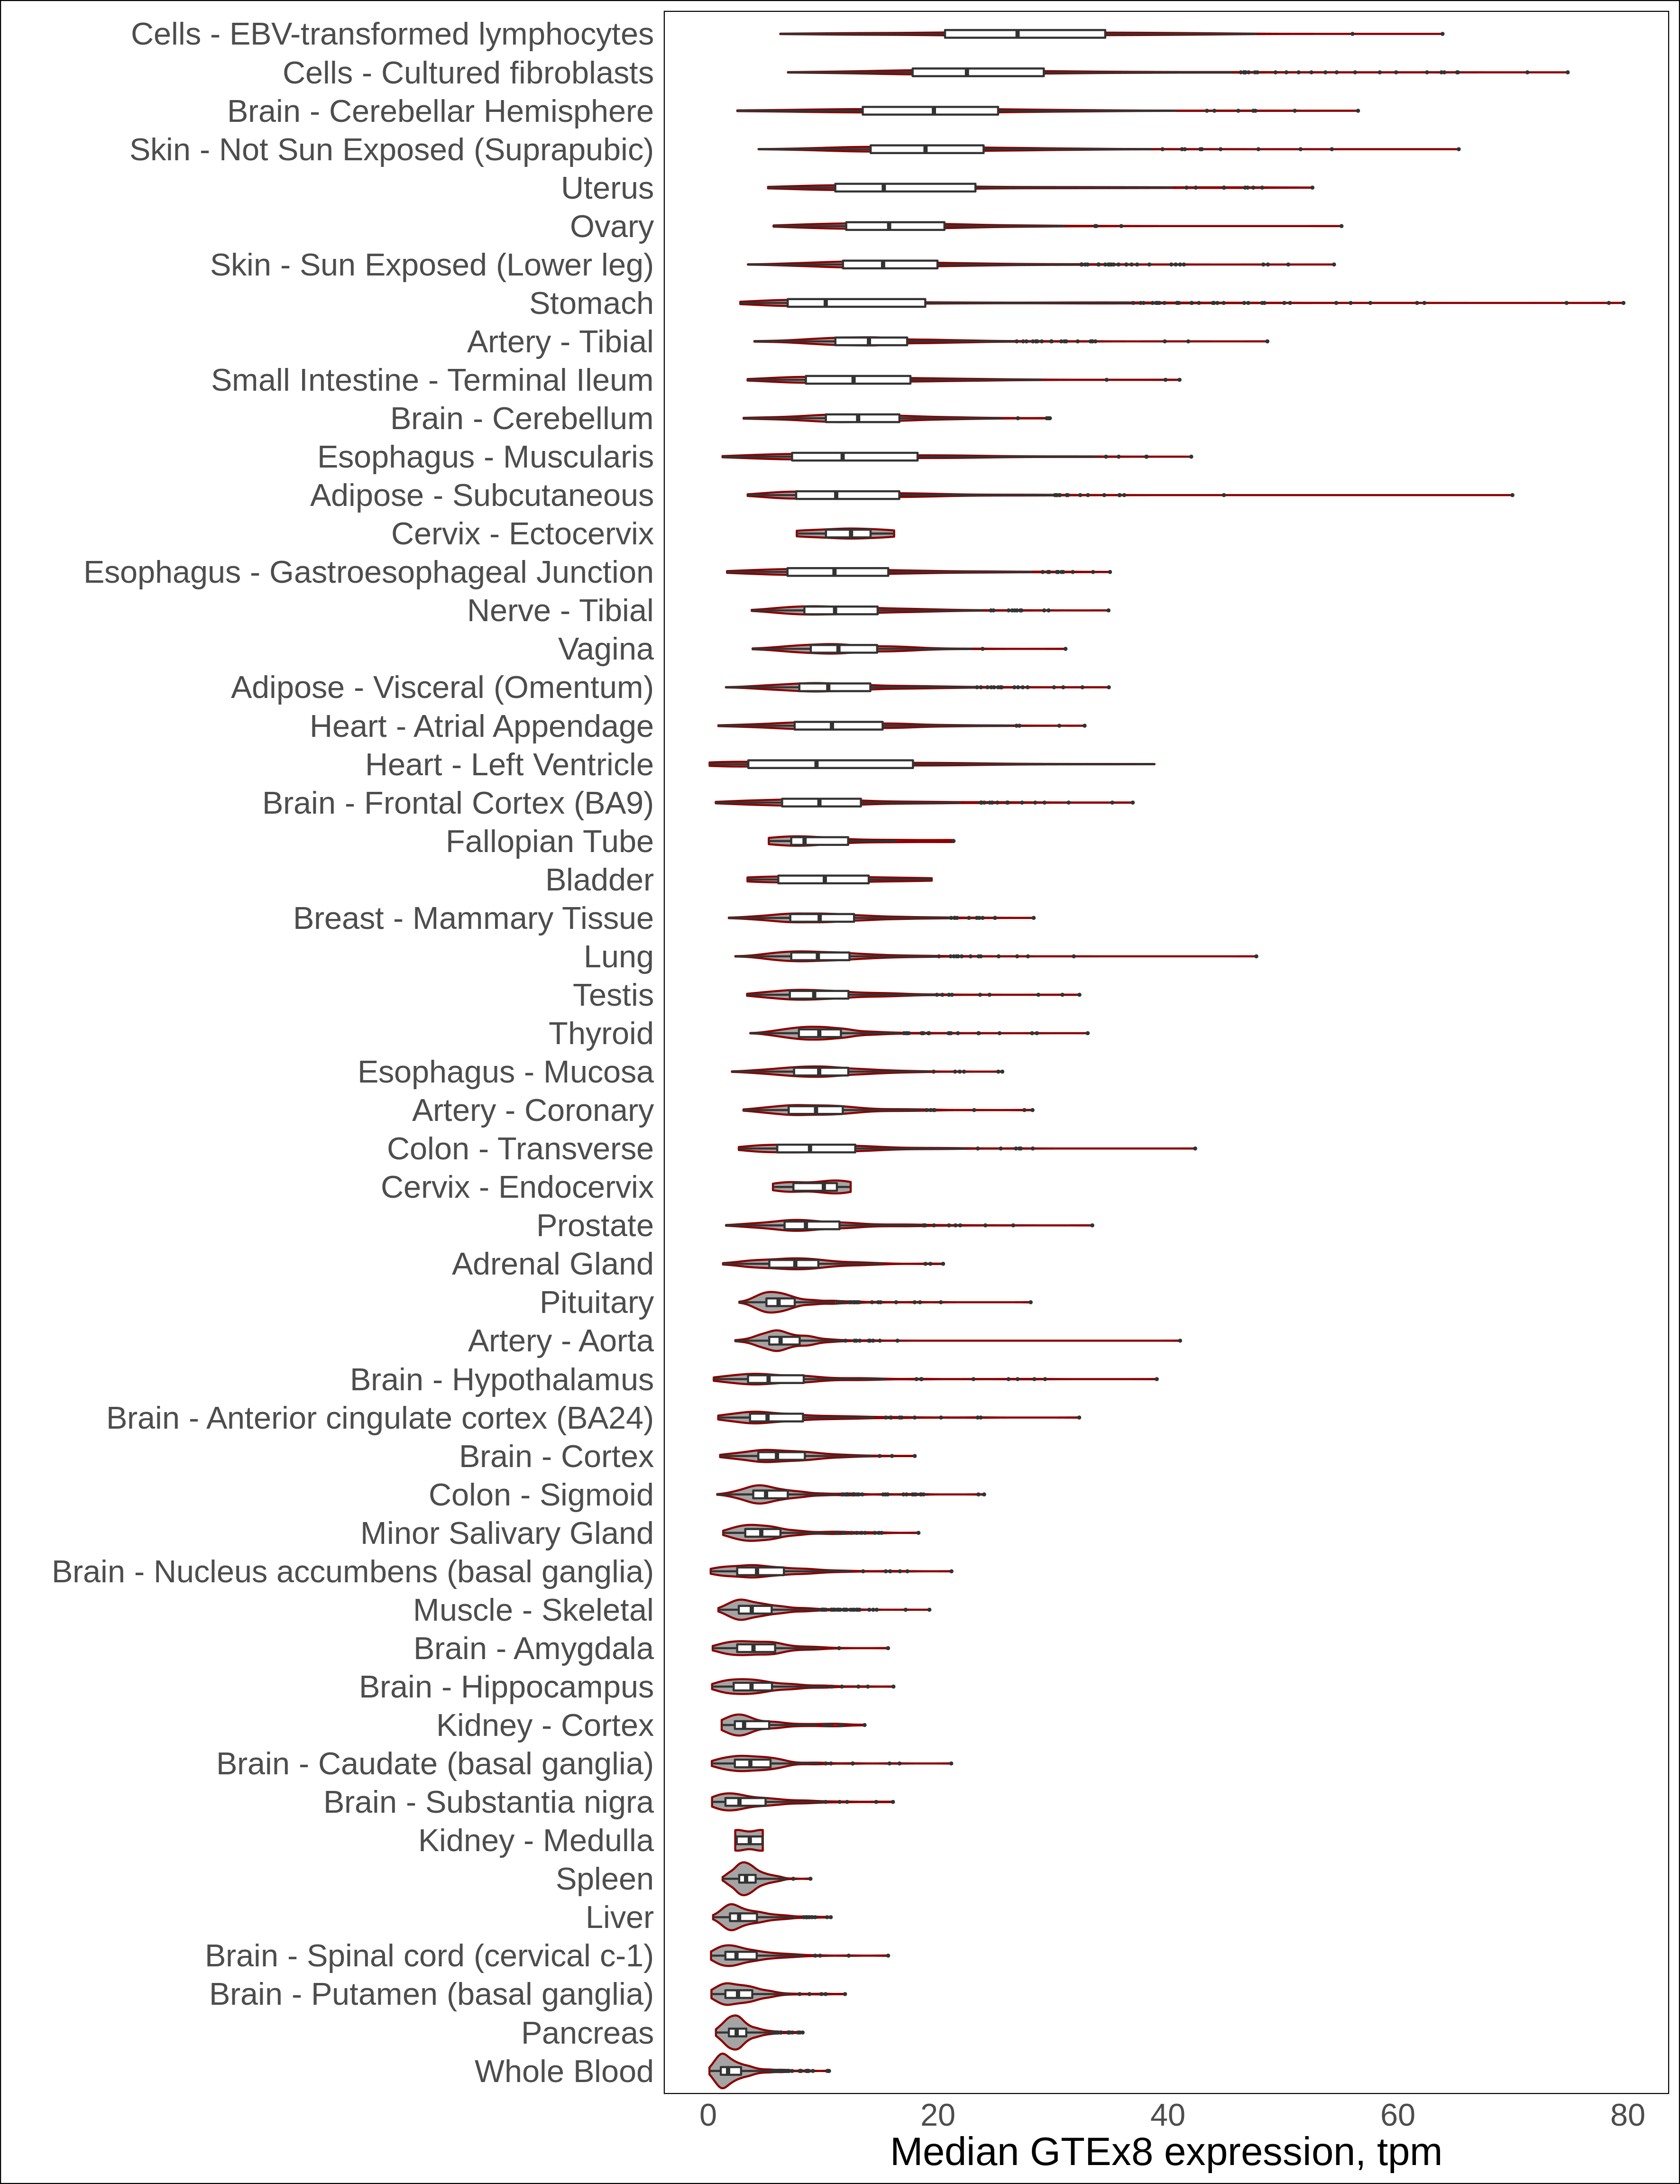 Cells - EBV-transformed lymphocytes
Cells - Cultured fibroblasts
Brain - Cerebellar Hemisphere
Skin - Not Sun Exposed (Suprapubic)
Uterus
Ovary
Skin - Sun Exposed (Lower leg)
Stomach
Artery - Tibial
Small Intestine - Terminal Ileum
Brain - Cerebellum
Esophagus - Muscularis
Adipose - Subcutaneous
Cervix - Ectocervix
Esophagus - Gastroesophageal Junction
Nerve - Tibial
Vagina
Adipose - Visceral (Omentum)
Heart - Atrial Appendage
Heart - Left Ventricle
Brain - Frontal Cortex (BA9)
Fallopian Tube
Bladder
Breast - Mammary Tissue
Lung
Testis
Thyroid
Esophagus - Mucosa
Artery - Coronary
Colon - Transverse
Cervix - Endocervix
Prostate
Adrenal Gland
Pituitary
Artery - Aorta
Brain - Hypothalamus
Brain - Anterior cingulate cortex (BA24)
Brain - Cortex
Colon - Sigmoid
Minor Salivary Gland
Brain - Nucleus accumbens (basal ganglia)
Muscle - Skeletal
Brain - Amygdala
Brain - Hippocampus
Kidney - Cortex
Brain - Caudate (basal ganglia)
Brain - Substantia nigra
Kidney - Medulla
Spleen
Liver
Brain - Spinal cord (cervical c-1)
Brain - Putamen (basal ganglia)
Pancreas
Whole Blood
0 20 40 60 80
Median GTEx8 expression, tpm